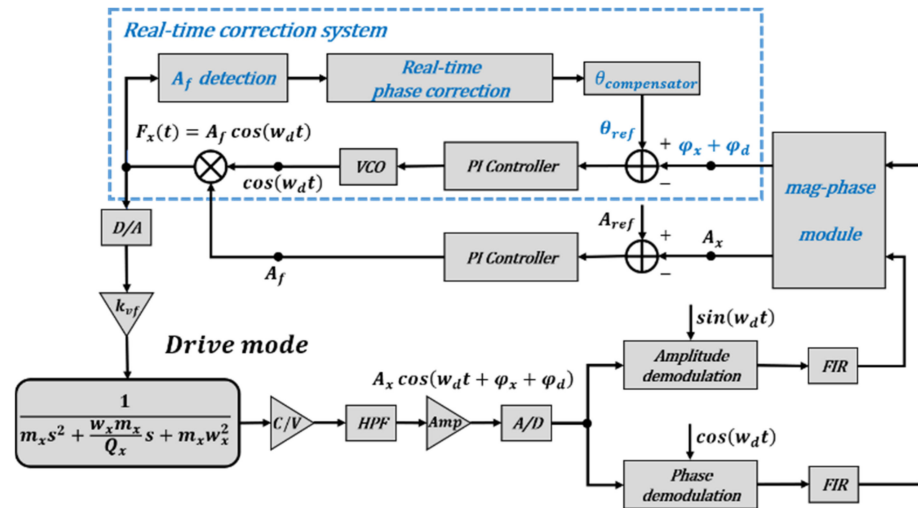 Real-time correction system
A_f detection
Real-time
phase correction
θ_compensator
F_x(t) = A_f cos(w_d t)
θ_ref
+
φ_x + φ_d
−
VCO
PI Controller
cos(w_d t)
mag-phase
module
D/A
A_ref
+
A_x
−
PI Controller
A_f
k_vf
sin(w_d t)
Drive mode
Amplitude
demodulation
FIR
A_x cos(w_d t + φ_x + φ_d)
1
m_x s² + w_x m_x / Q_x s + m_x w_x²
C/V
HPF
Amp
A/D
cos(w_d t)
Phase
demodulation
FIR